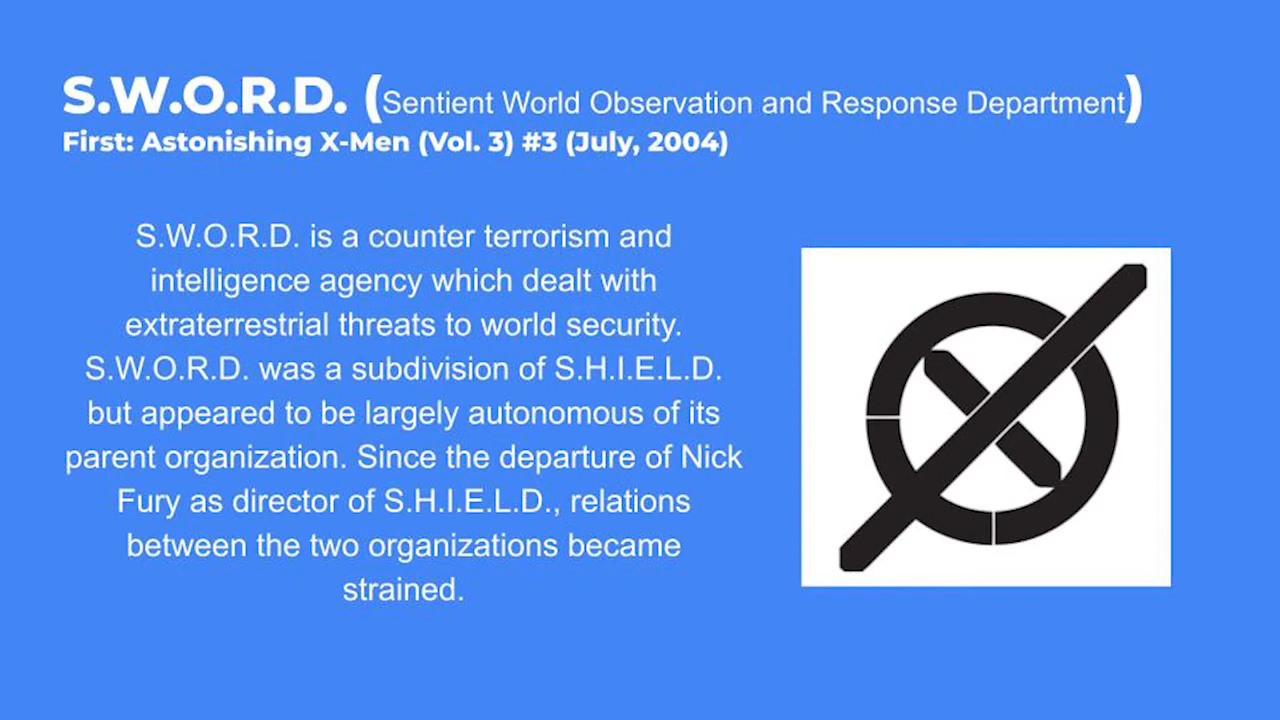 S.W.O.R.D. (Sentient World Observation and Response Department)
First: Astonishing X-Men (Vol. 3) #3 (July, 2004)
S.W.O.R.D. is a counter terrorism and
intelligence agency which dealt with
extraterrestrial threats to world security.
S.W.O.R.D. was a subdivision of S.H.I.E.L.D.
but appeared to be largely autonomous of its
parent organization. Since the departure of Nick
Fury as director of S.H.I.E.L.D., relations
between the two organizations became
strained.